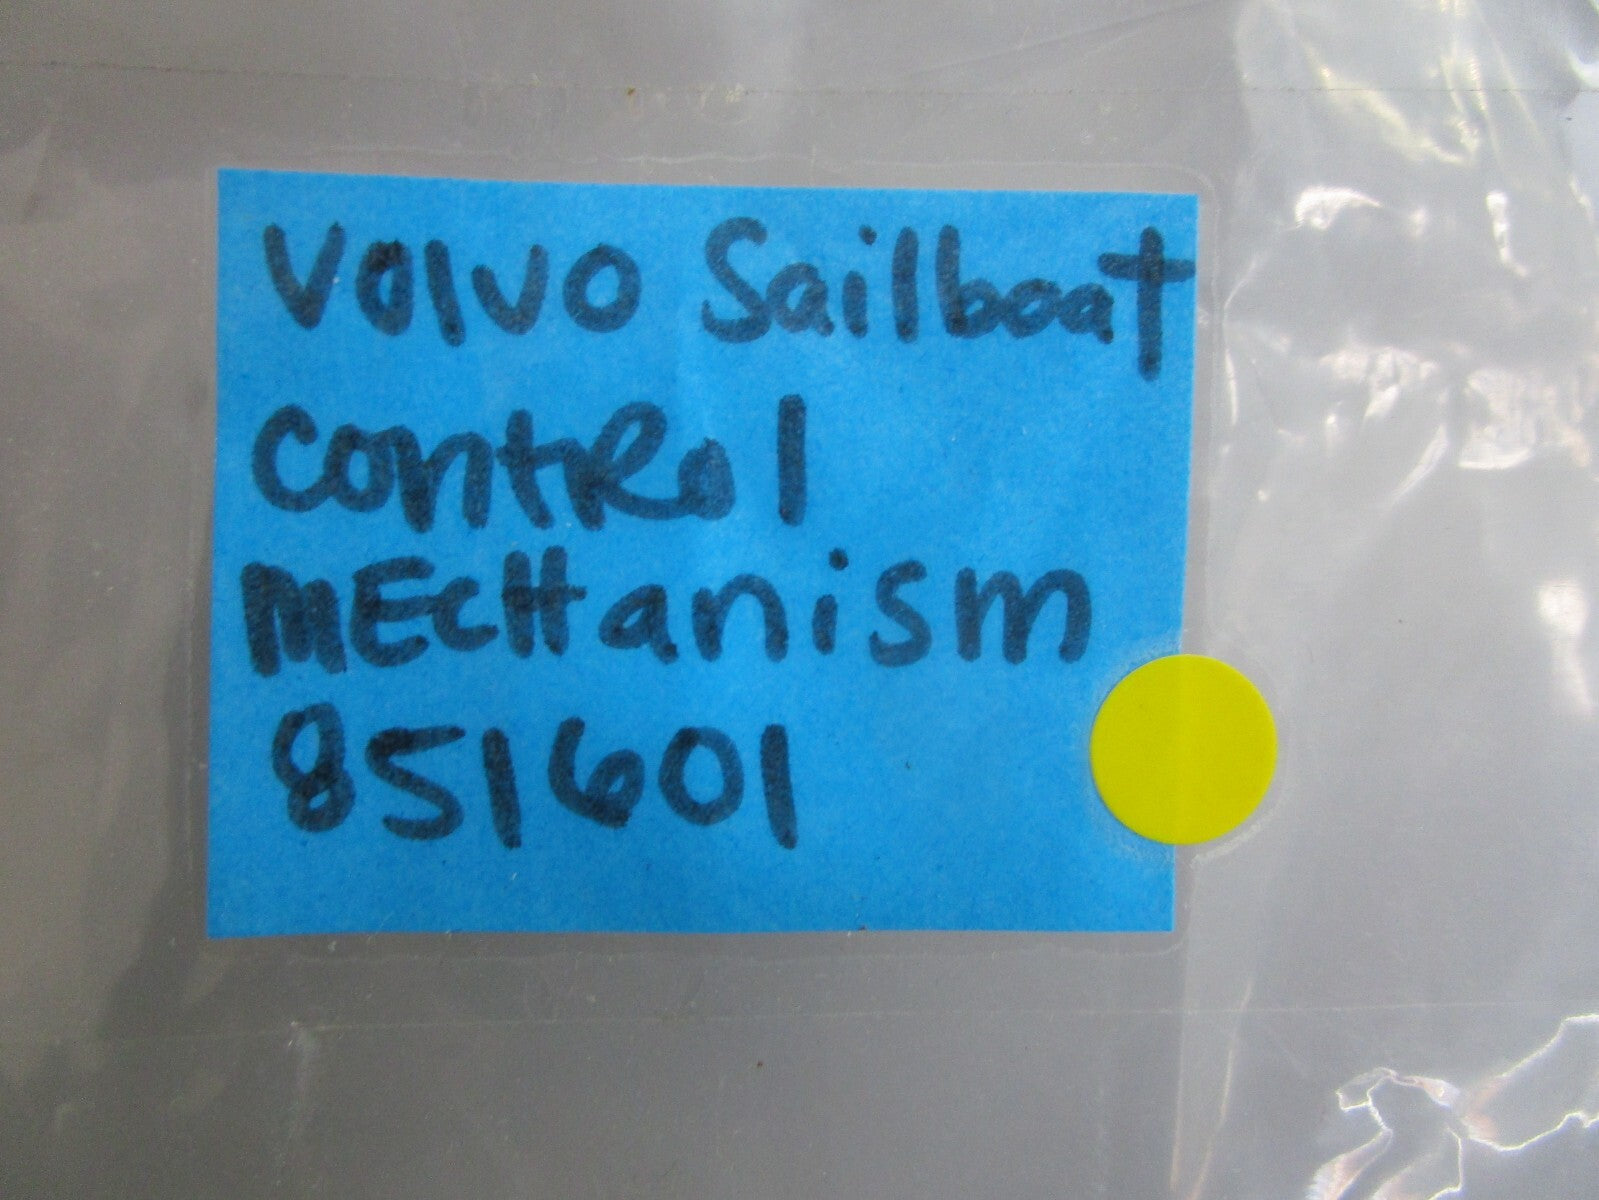 Volvo Sailboat
contRol
mEcHanism
851601